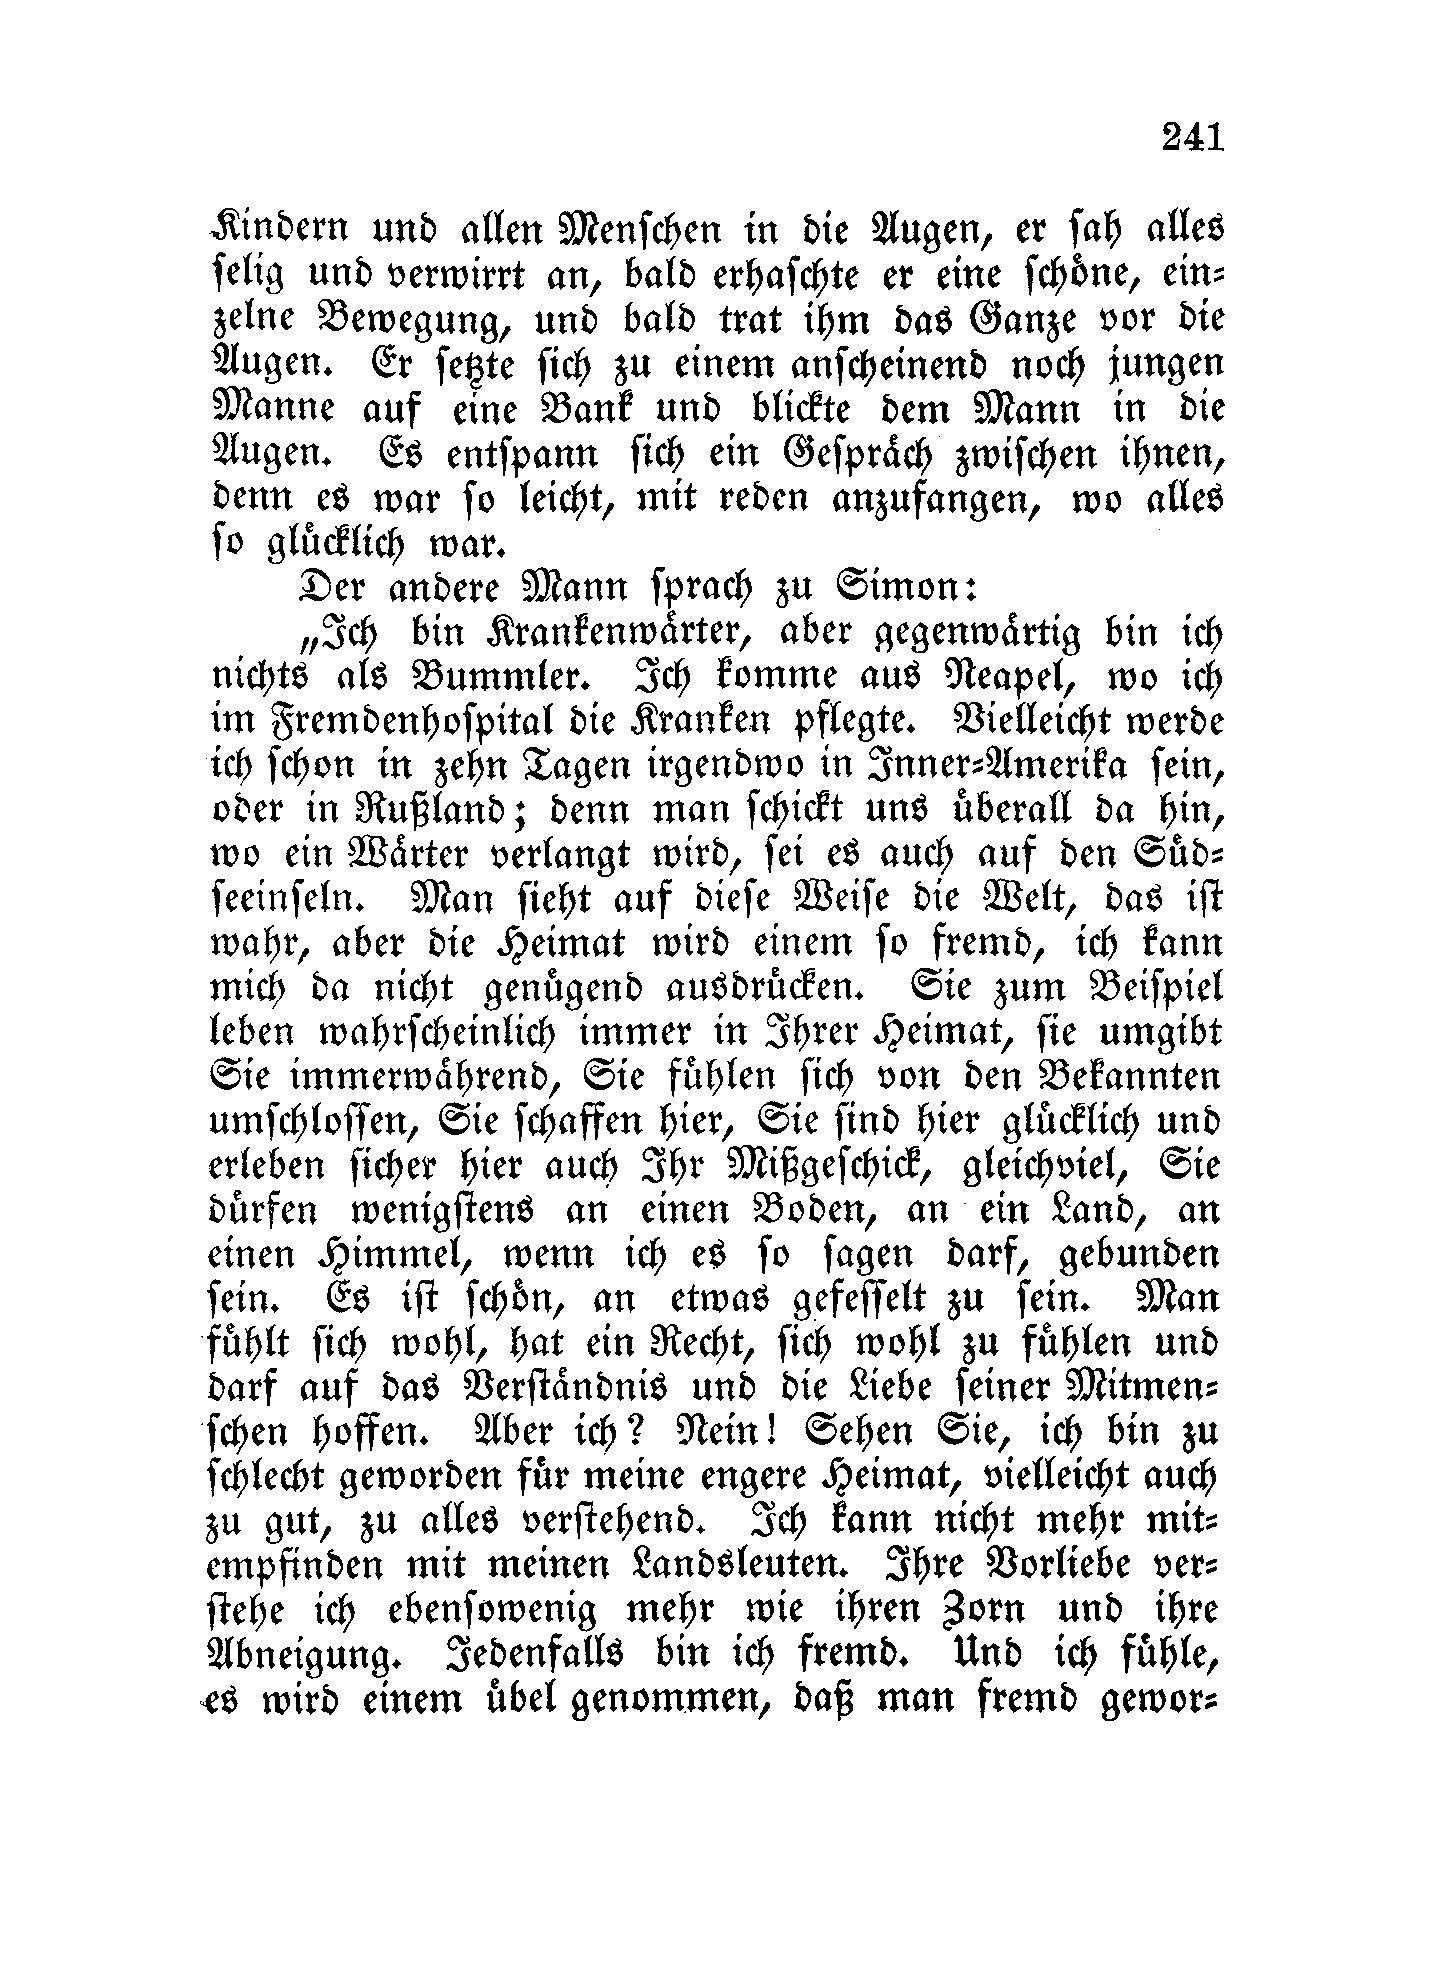 241
Kindern und allen Menschen in die Augen, er sah alles
selig und verwirrt an, bald erhaschte er eine schöne, ein-
zelne Bewegung, und bald trat ihm das Ganze vor die
Augen. Er setzte sich zu einem anscheinend noch jungen
Manne auf eine Bank und blickte dem Mann in die
Augen. Es entspann sich ein Gespräch zwischen ihnen,
denn es war so leicht, mit reden anzufangen, wo alles
so glücklich war.
Der andere Mann sprach zu Simon:
„Ich bin Krankenwärter, aber gegenwärtig bin ich
nichts als Bummler. Ich komme aus Neapel, wo ich
im Fremdenhospital die Kranken pflegte. Vielleicht werde
ich schon in zehn Tagen irgendwo in Inner-Amerika sein,
oder in Rußland; denn man schickt uns überall da hin,
wo ein Wärter verlangt wird, sei es auch auf den Süd-
seeinseln. Man sieht auf diese Weise die Welt, das ist
wahr, aber die Heimat wird einem so fremd, ich kann
mich da nicht genügend ausdrücken. Sie zum Beispiel
leben wahrscheinlich immer in Ihrer Heimat, sie umgibt
Sie immerwährend, Sie fühlen sich von den Bekannten
umschlossen, Sie schaffen hier, Sie sind hier glücklich und
erleben sicher hier auch Ihr Mißgeschick, gleichviel, Sie
dürfen wenigstens an einen Boden, an ein Land, an
einen Himmel, wenn ich es so sagen darf, gebunden
sein. Es ist schön, an etwas gefesselt zu sein. Man
fühlt sich wohl, hat ein Recht, sich wohl zu fühlen und
darf auf das Verständnis und die Liebe seiner Mitmen-
schen hoffen. Aber ich? Nein! Sehen Sie, ich bin zu
schlecht geworden für meine engere Heimat, vielleicht auch
zu gut, zu alles verstehend. Ich kann nicht mehr mit-
empfinden mit meinen Landsleuten. Ihre Vorliebe ver-
stehe ich ebensowenig mehr wie ihren Zorn und ihre
Abneigung. Jedenfalls bin ich fremd. Und ich fühle,
es wird einem übel genommen, daß man fremd gewor-